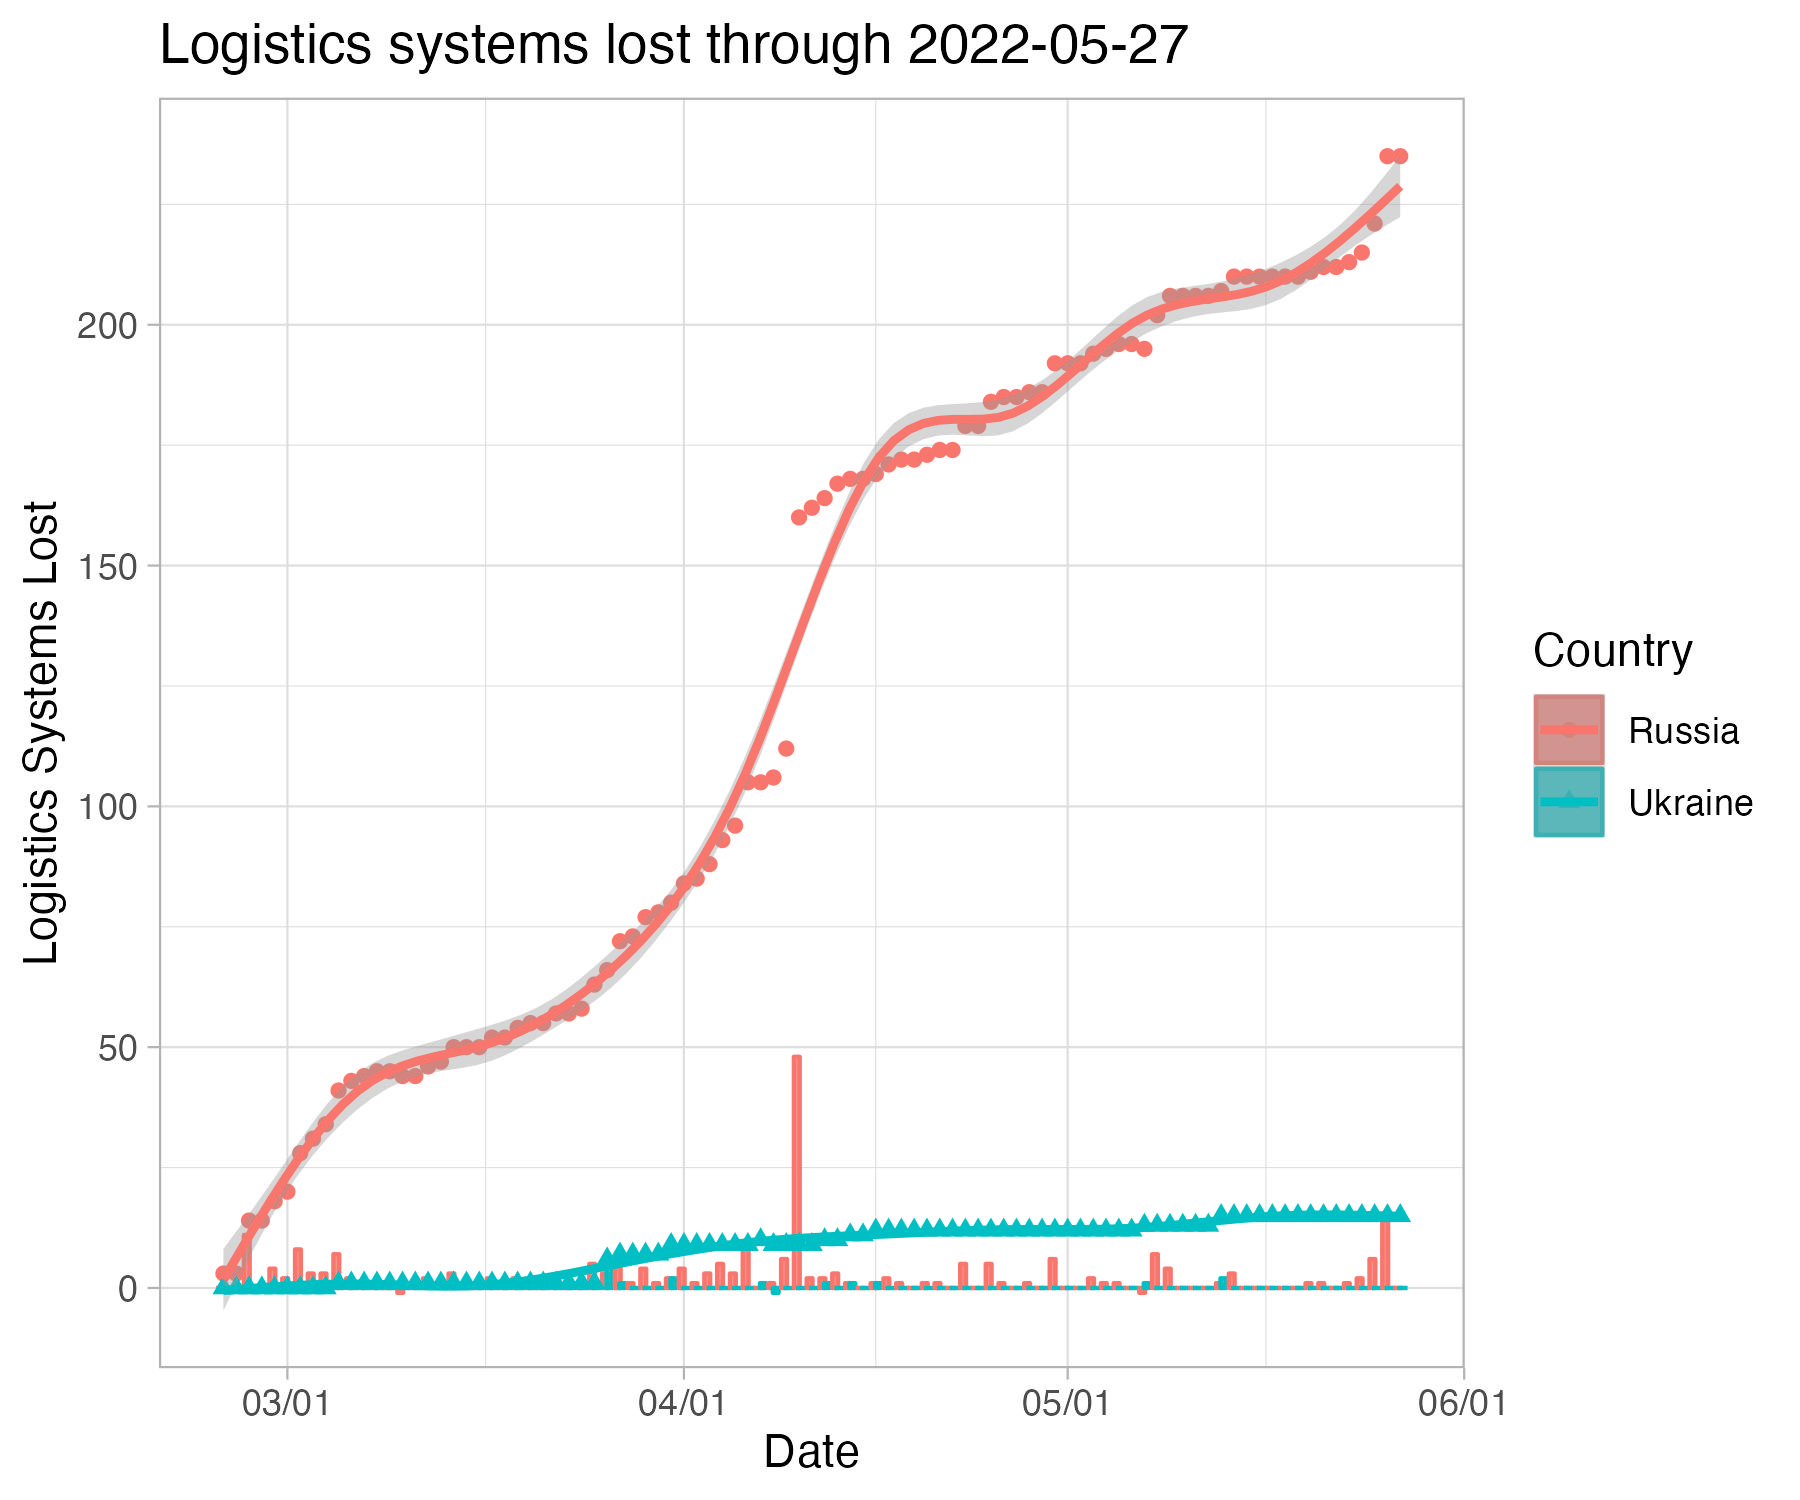 Logistics systems lost through 2022-05-27
Logistics Systems Lost
200
150
100
50
0
03/01
04/01
05/01
06/01
Date
Country
Russia
Ukraine